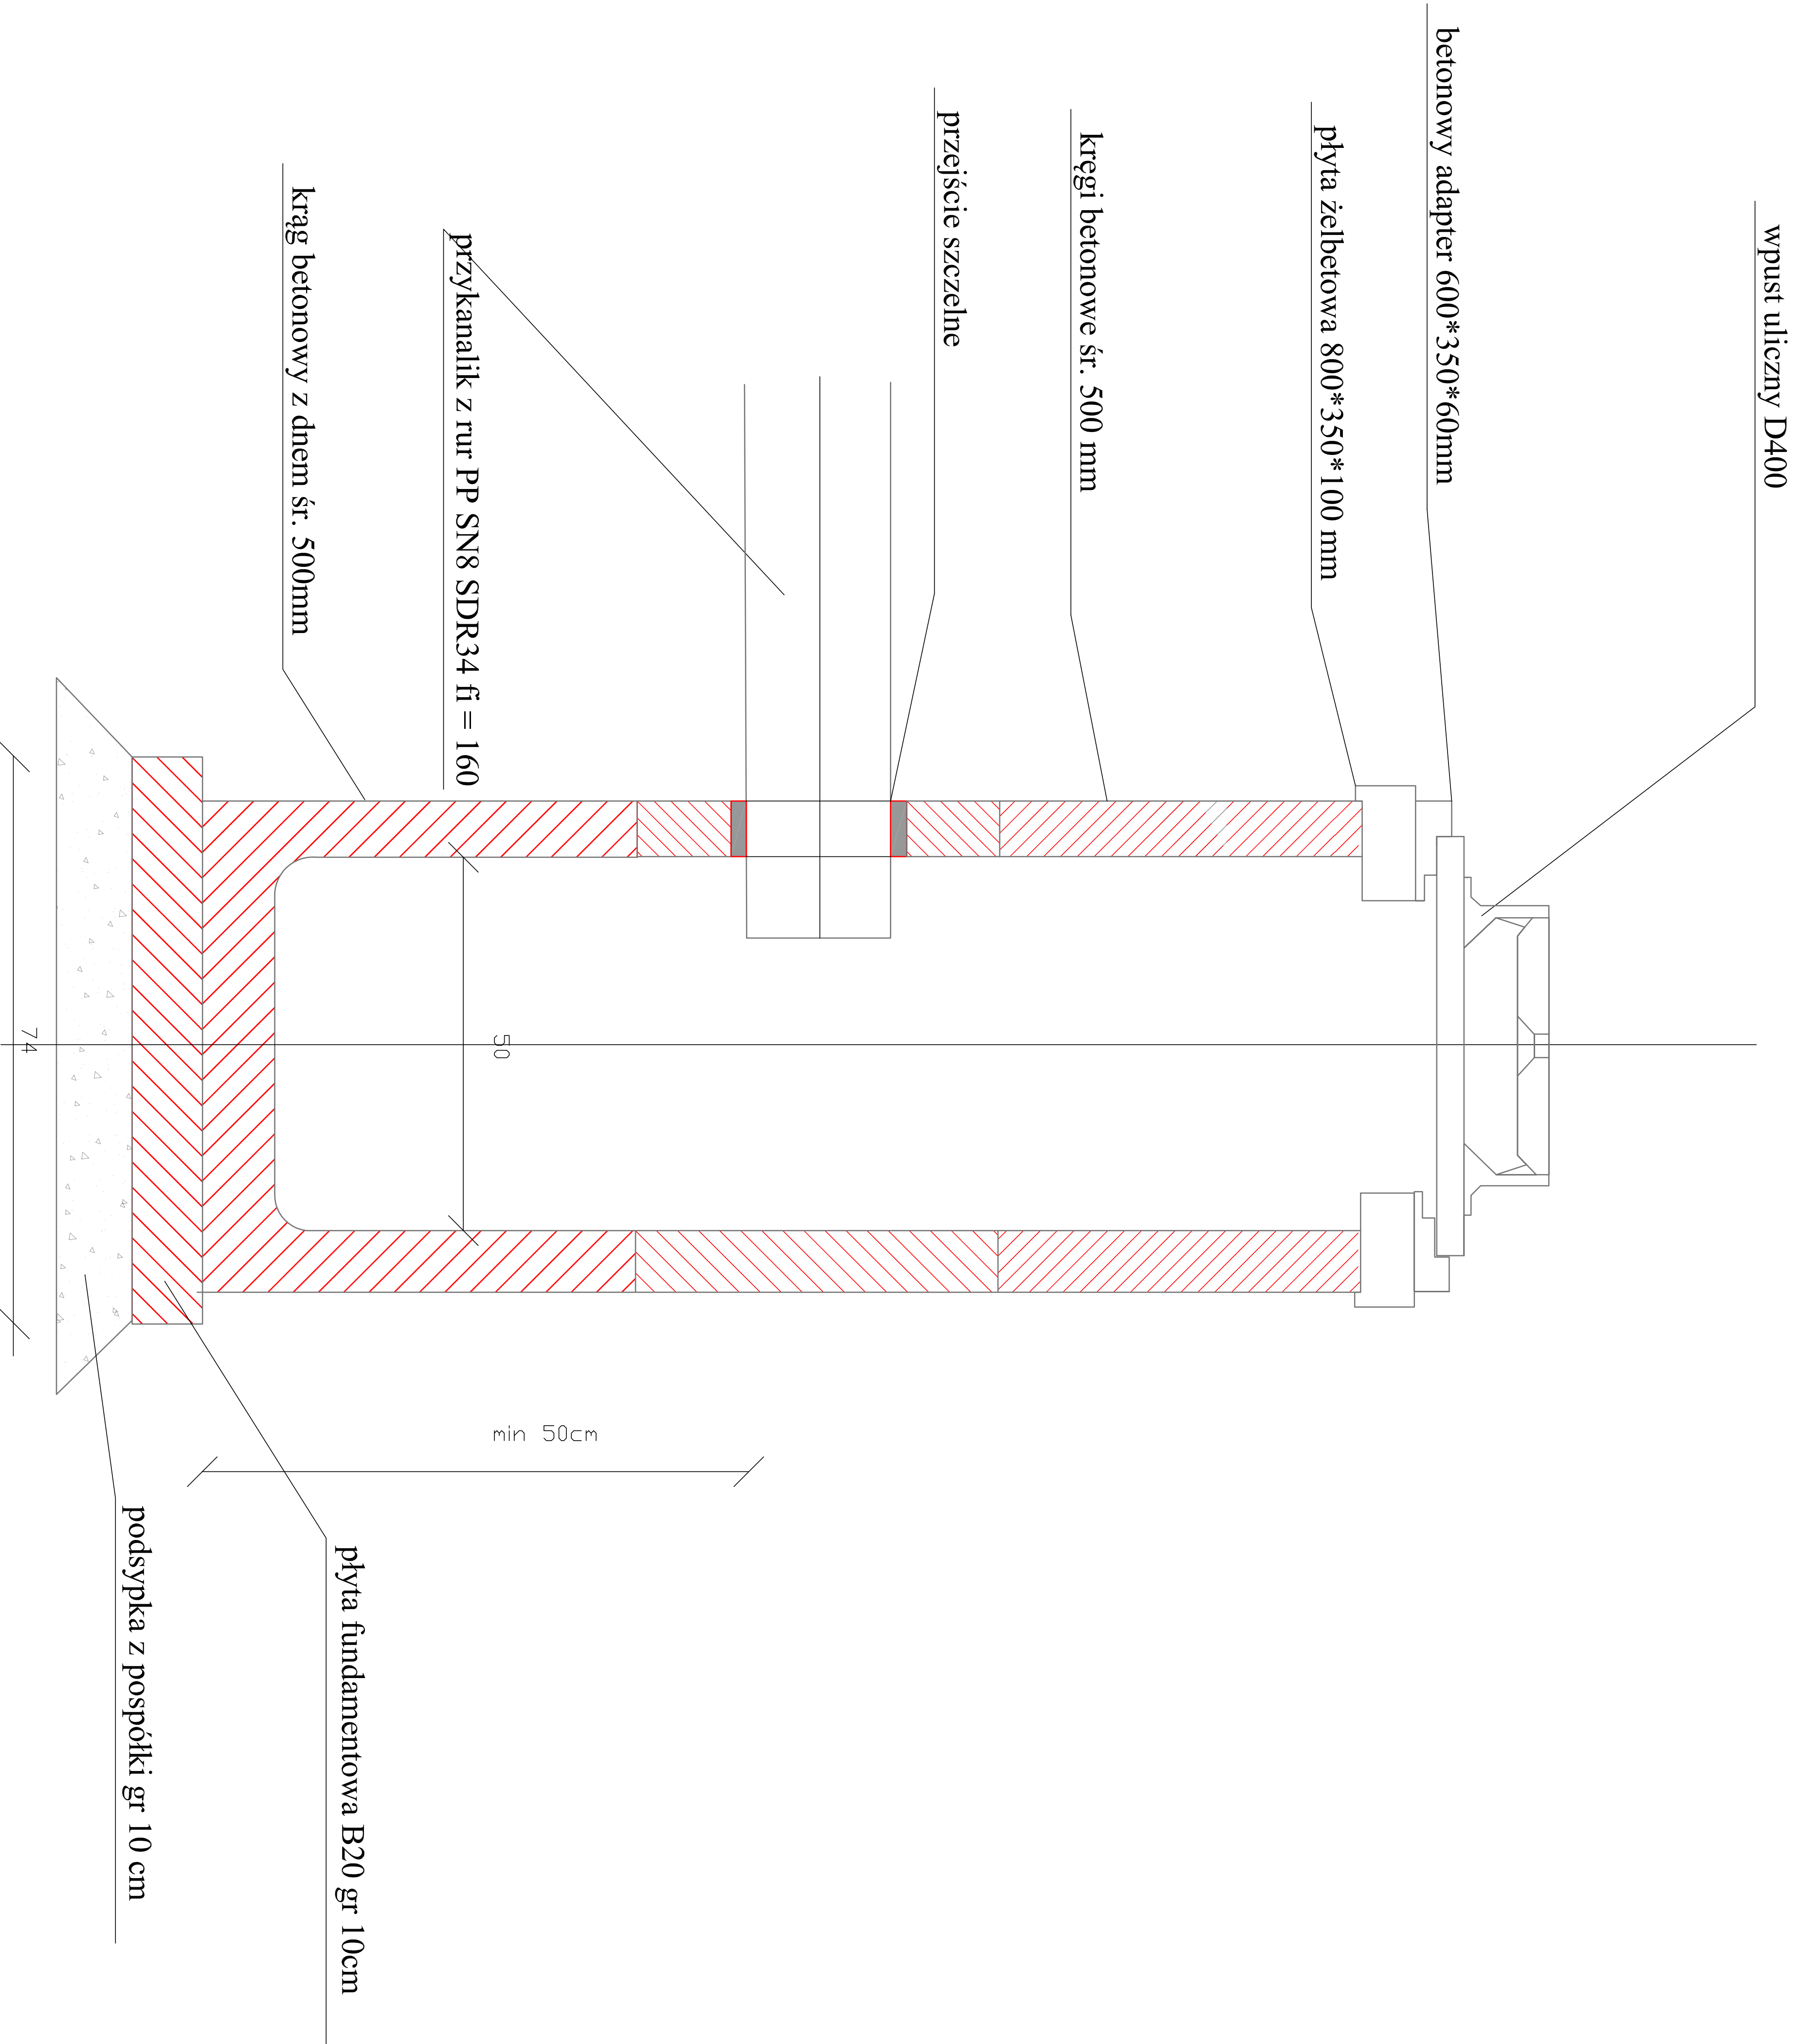 wpust uliczny D400
betonowy adapter 600*350*60mm
płyta żelbetowa 800*350*100 mm
kręgi betonowe śr. 500 mm
przejście szczelne
przykanalik z rur PP SN8 SDR34 fi = 160
krąg betonowy z dnem śr. 500mm
50
min 50cm
płyta fundamentowa B20 gr 10cm
podsypka z pospółki gr 10 cm
74